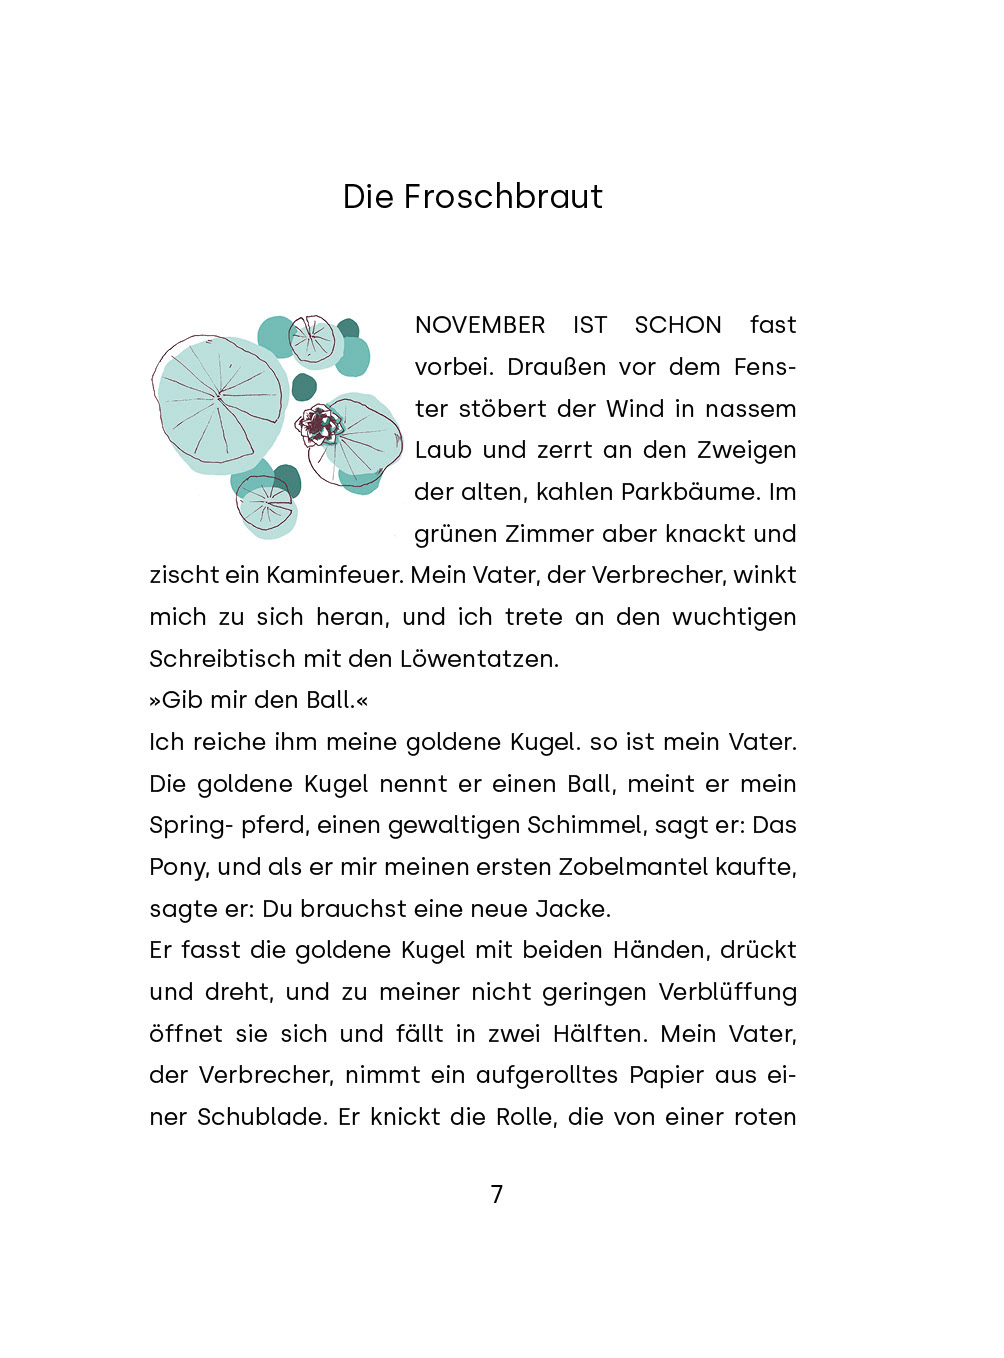 Die Froschbraut
NOVEMBER IST SCHON fast
vorbei. Draußen vor dem Fens-
ter stöbert der Wind in nassem
Laub und zerrt an den Zweigen
der alten, kahlen Parkbäume. Im
grünen Zimmer aber knackt und
zischt ein Kaminfeuer. Mein Vater, der Verbrecher, winkt
mich zu sich heran, und ich trete an den wuchtigen
Schreibtisch mit den Löwentatzen.
»Gib mir den Ball.«
Ich reiche ihm meine goldene Kugel. so ist mein Vater.
Die goldene Kugel nennt er einen Ball, meint er mein
Spring- pferd, einen gewaltigen Schimmel, sagt er: Das
Pony, und als er mir meinen ersten Zobelmantel kaufte,
sagte er: Du brauchst eine neue Jacke.
Er fasst die goldene Kugel mit beiden Händen, drückt
und dreht, und zu meiner nicht geringen Verblüffung
öffnet sie sich und fällt in zwei Hälften. Mein Vater,
der Verbrecher, nimmt ein aufgerolltes Papier aus ei-
ner Schublade. Er knickt die Rolle, die von einer roten
7